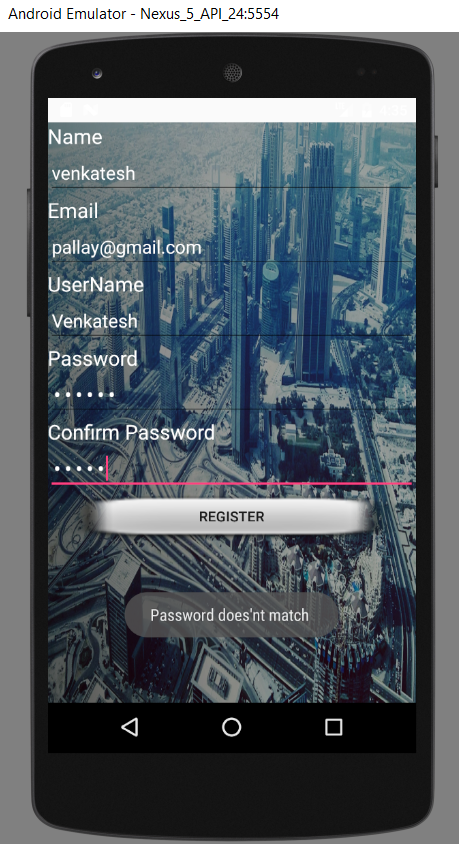 Android Emulator - Nexus_5_API_24:5554
Name
venkatesh
Email
pallay@gmail.com
UserName
Venkatesh
Password
••••••
Confirm Password
•••••
REGISTER
Password does'nt match